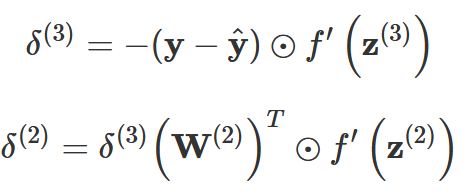 δ⁽³⁾ = −(𝐲 − 𝐲̂) ⊙ f′(𝐳⁽³⁾)
δ⁽²⁾ = δ⁽³⁾(𝐖⁽²⁾)ᵀ ⊙ f′(𝐳⁽²⁾)